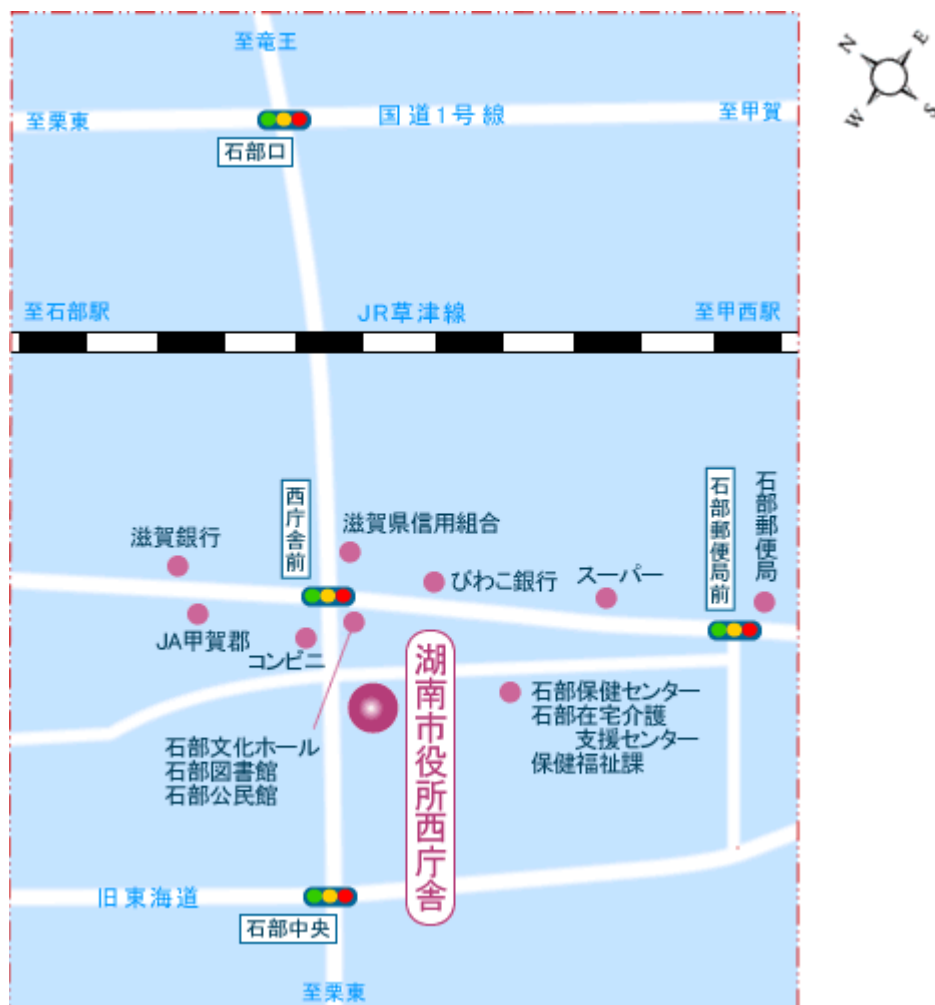 至竜王
N
E
W
S
至栗東
国道1号線
至甲賀
石部口
至石部駅
JR草津線
至甲西駅
西庁舎前
石部郵便局前
石部郵便局
滋賀県信用組合
滋賀銀行
びわこ銀行
スーパー
JA甲賀郡
コンビニ
湖南市役所西庁舎
石部保健センター
石部在宅介護
支援センター
保健福祉課
石部文化ホール
石部図書館
石部公民館
旧東海道
石部中央
至栗東